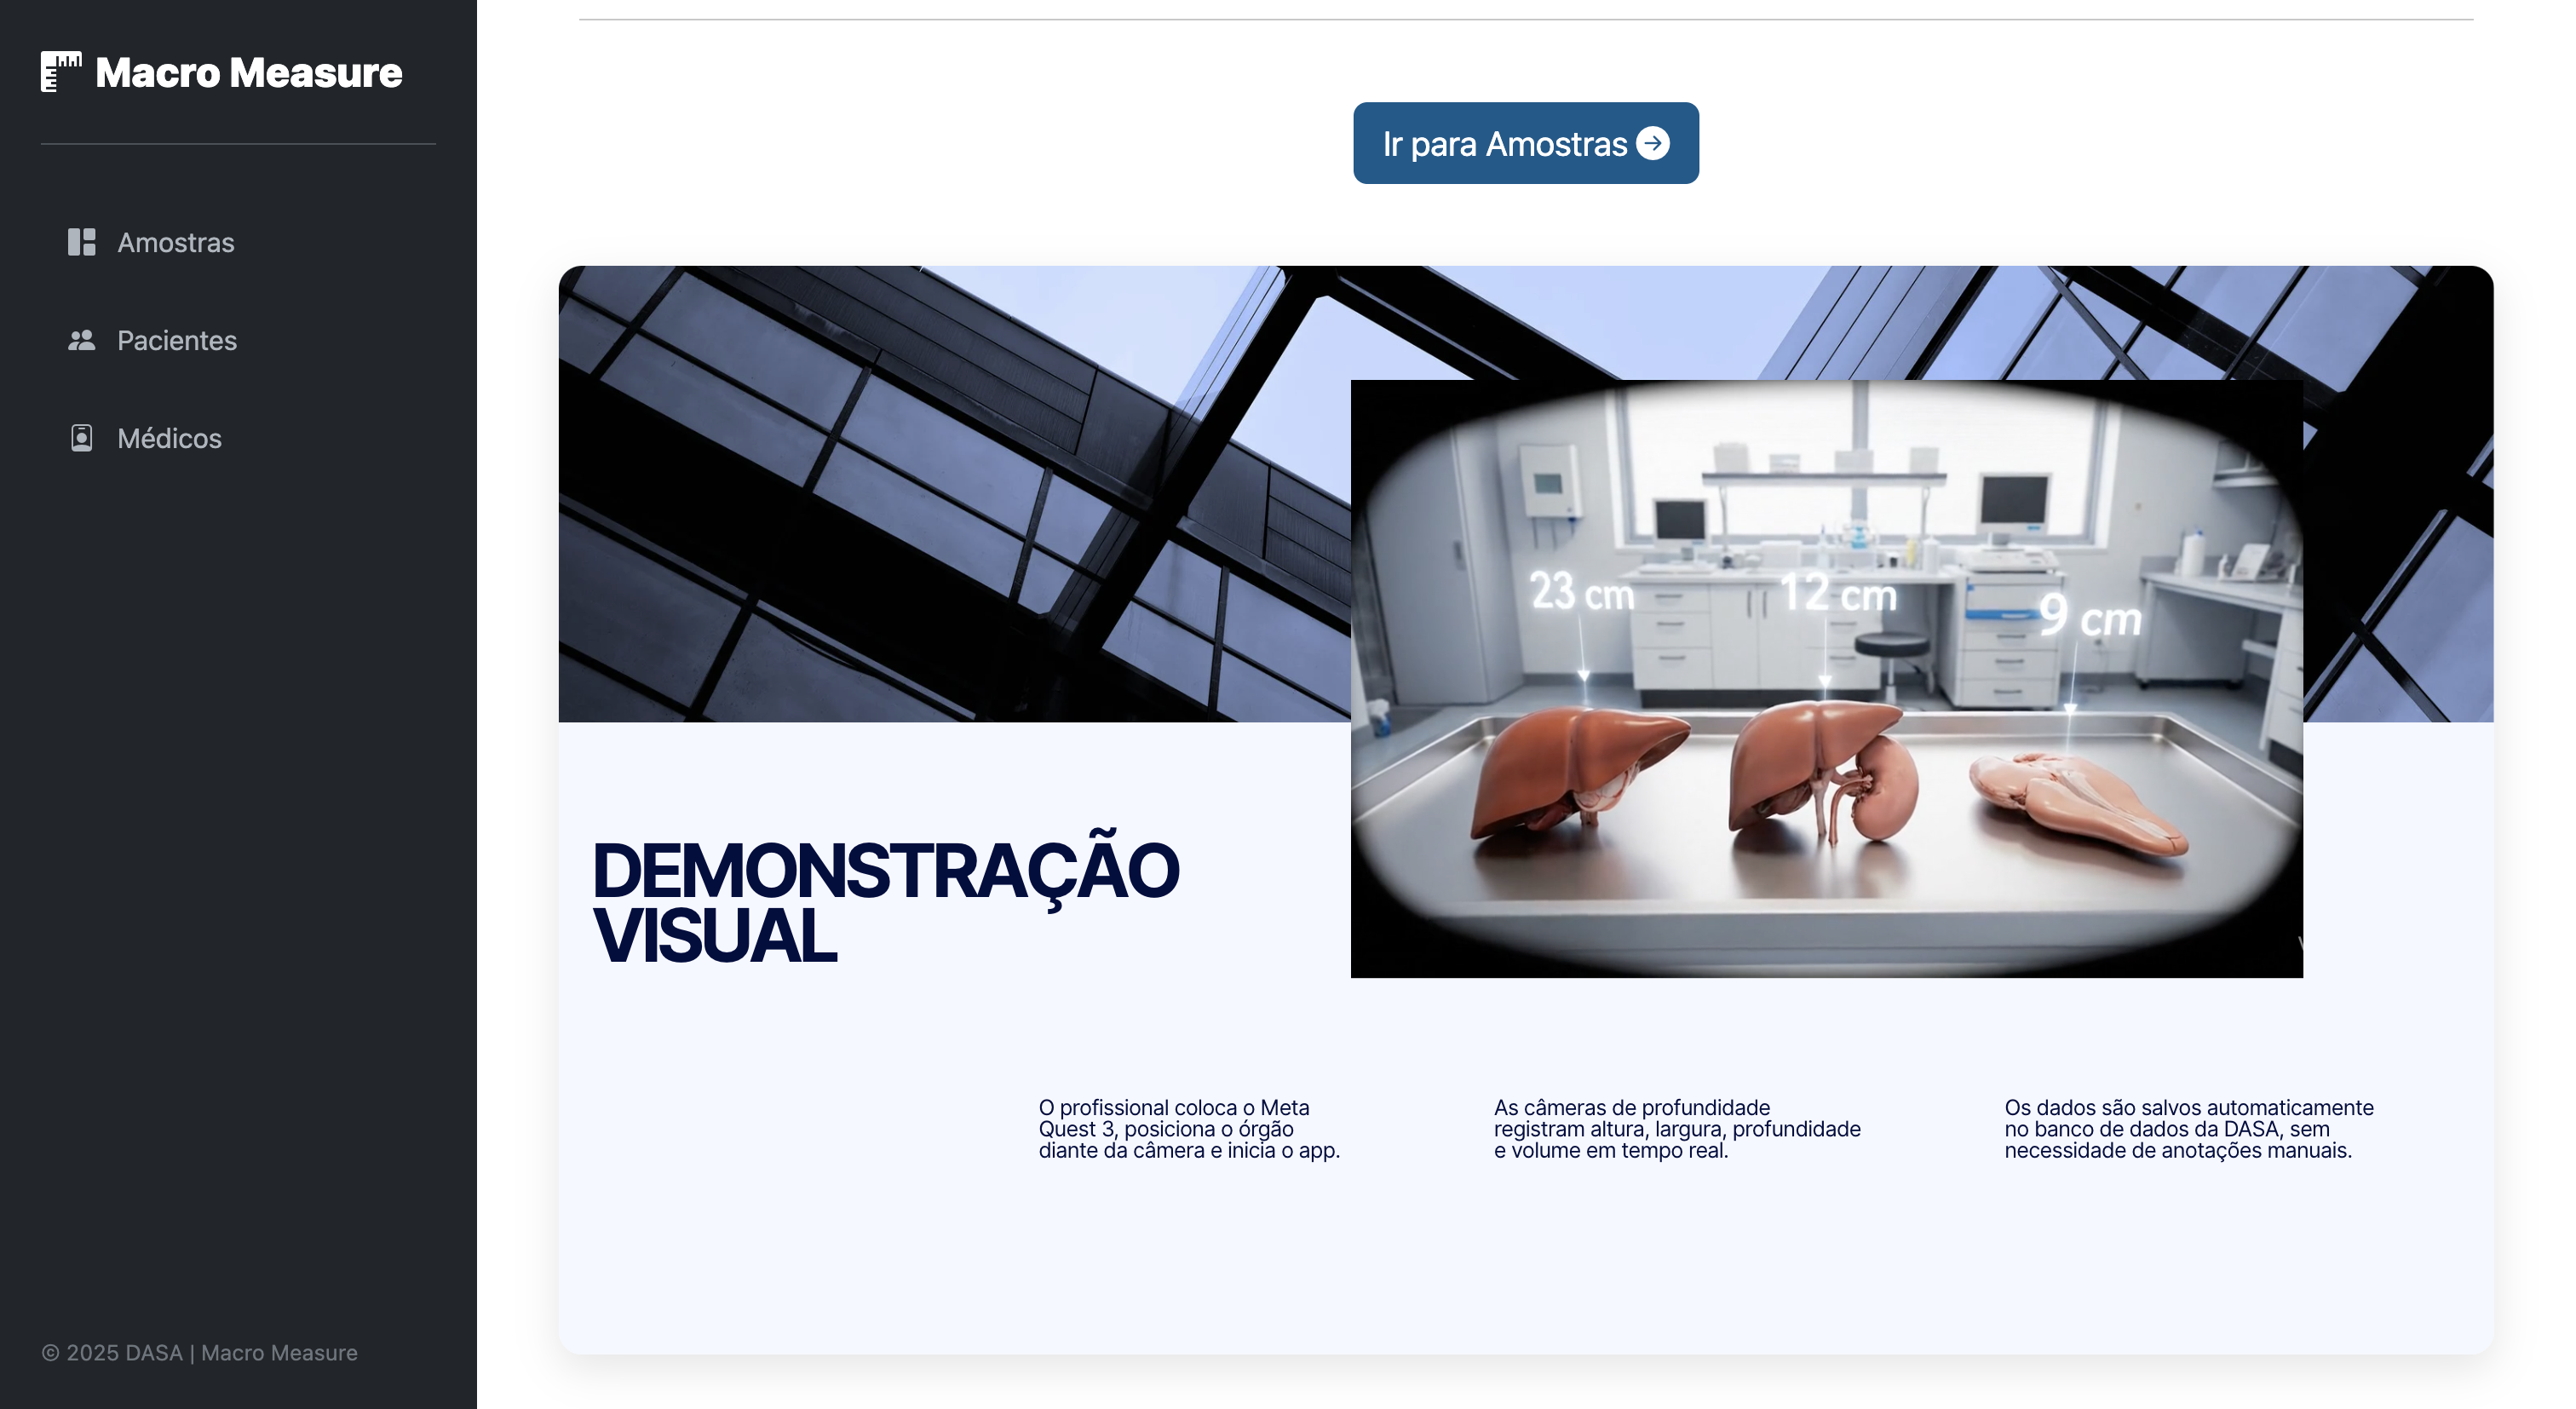 Macro Measure
Amostras
Pacientes
Médicos
© 2025 DASA | Macro Measure
Ir para Amostras
23 cm
12 cm
9 cm
DEMONSTRAÇÃO
VISUAL
O profissional coloca o Meta
Quest 3, posiciona o órgão
diante da câmera e inicia o app.
As câmeras de profundidade
registram altura, largura, profundidade
e volume em tempo real.
Os dados são salvos automaticamente
no banco de dados da DASA, sem
necessidade de anotações manuais.